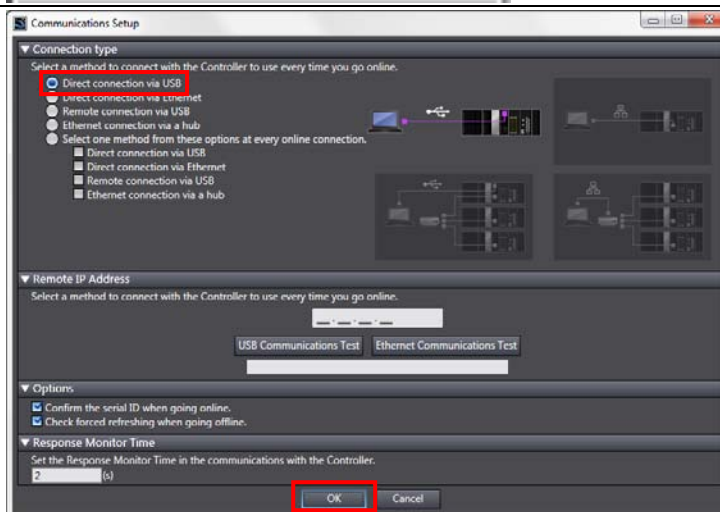 Communications Setup
▼ Connection type
Select a method to connect with the Controller to use every time you go online.
Direct connection via USB
Direct connection via Ethernet
Remote connection via USB
Ethernet connection via a hub
Select one method from these options at every online connection.
Direct connection via USB
Direct connection via Ethernet
Remote connection via USB
Ethernet connection via a hub
▼ Remote IP Address
Select a method to connect with the Controller to use every time you go online.
__.__.__.__
USB Communications Test Ethernet Communications Test
▼ Options
Confirm the serial ID when going online.
Check forced refreshing when going offline.
▼ Response Monitor Time
Set the Response Monitor Time in the communications with the Controller.
2 (s)
OK Cancel